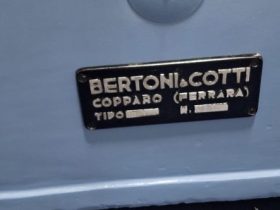 BERTONI & COTTI
COPPARO (FERRARA)
TIPO N.